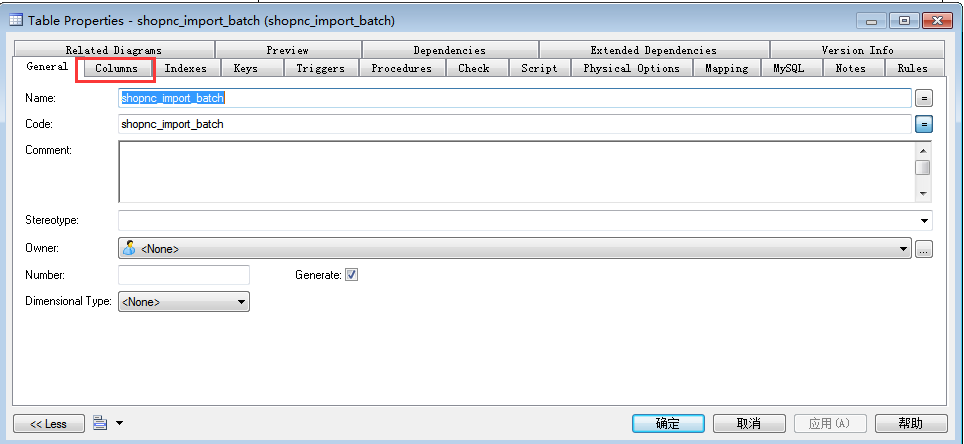 Table Properties - shopnc_import_batch (shopnc_import_batch)
Related Diagrams Preview Dependencies Extended Dependencies Version Info
General Columns Indexes Keys Triggers Procedures Check Script Physical Options Mapping MySQL Notes Rules
Name: shopnc_import_batch =
Code: shopnc_import_batch =
Comment:
Stereotype:
Owner: <None> ...
Number: Generate:
Dimensional Type: <None>
<< Less 确定 取消 应用(A) 帮助